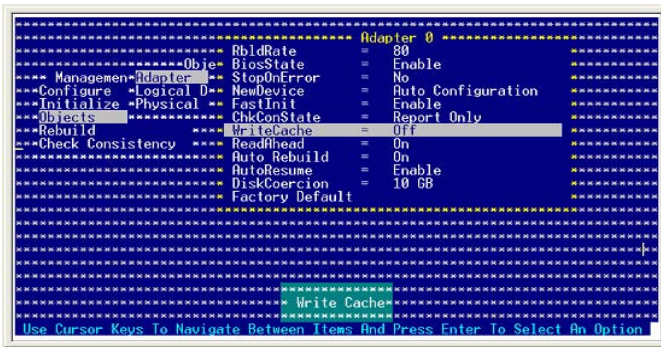 Adapter 0
RbldRate = 80
Obje BiosState = Enable
Managemen Adapter StopOnError = No
Configure Logical D NewDevice = Auto Configuration
Initialize Physical FastInit = Enable
Objects ChkConState = Report Only
Rebuild WriteCache = Off
Check Consistency ReadAhead = On
Auto Rebuild = On
AutoResume = Enable
DiskCoercion = 10 GB
Factory Default
Write Cache
Use Cursor Keys To Navigate Between Items And Press Enter To Select An Option